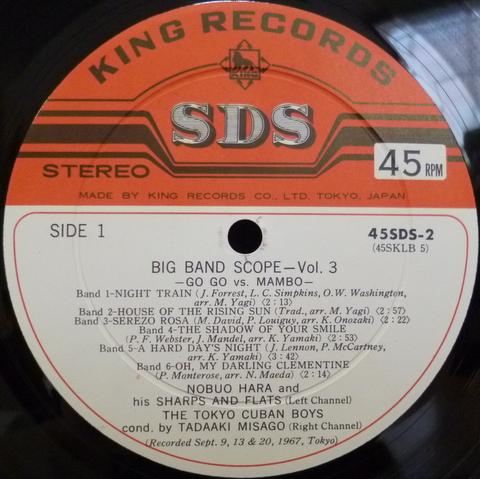 KING RECORDS
KING
SDS
STEREO
45 RPM
MADE BY KING RECORDS CO., LTD. TOKYO, JAPAN
SIDE 1
45SDS-2
(45SKLB 5)
BIG BAND SCOPE—Vol. 3
—GO GO vs. MAMBO—
Band 1-NIGHT TRAIN (J. Forrest, L. C. Simpkins, O.W. Washington,
arr. M. Yagi) (2:13)
Band 2-HOUSE OF THE RISING SUN (Trad., arr. M. Yagi) (2:57)
Band 3-SEREZO ROSA (M. David, P. Louiguy, arr. K. Onozaki) (2:22)
Band 4-THE SHADOW OF YOUR SMILE
(P. F. Webster, J. Mandel, arr. K. Yamaki) (2:53)
Band 5-A HARD DAY'S NIGHT (J. Lennon, P. McCartney,
arr. K. Yamaki) (3:42)
Band 6-OH, MY DARLING CLEMENTINE
(P. Monterose, arr. N. Maeda) (2:14)
NOBUO HARA and
his SHARPS AND FLATS (Left Channel)
THE TOKYO CUBAN BOYS
cond. by TADAAKI MISAGO (Right Channel)
(Recorded Sept. 9, 13 & 20, 1967, Tokyo)